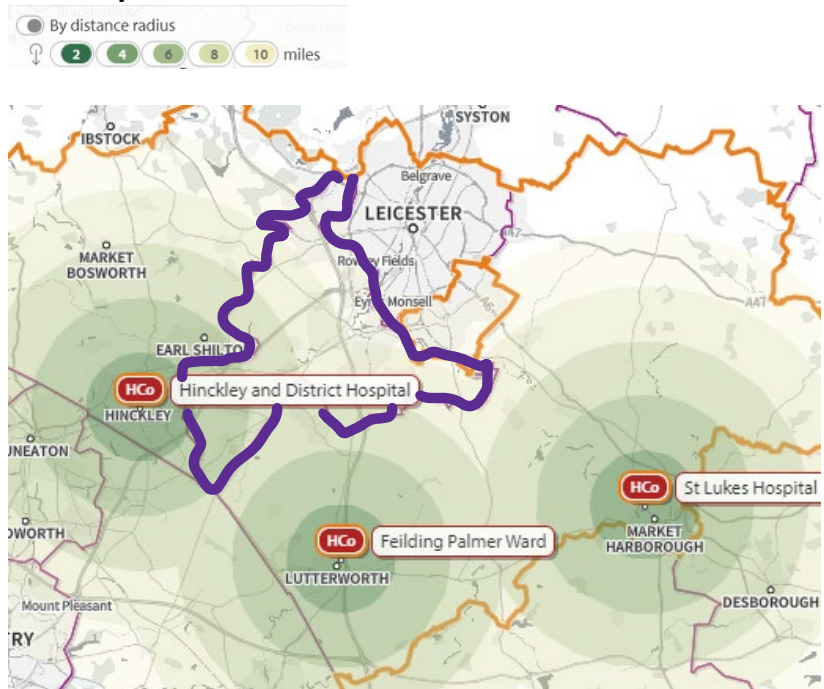 By distance radius
2 4 6 8 10 miles
IBSTOCK
SYSTON
Belgrave
LEICESTER
A47
MARKET
BOSWORTH
Rowley Fields
Eyres Monsell
A6
A47
EARL SHILTON
HCo Hinckley and District Hospital
HINCKLEY
NUNEATON
HCo St Lukes Hospital
DWORTH
HCo Feilding Palmer Ward
MARKET
HARBOROUGH
LUTTERWORTH
Mount Pleasant
DESBOROUGH
RY